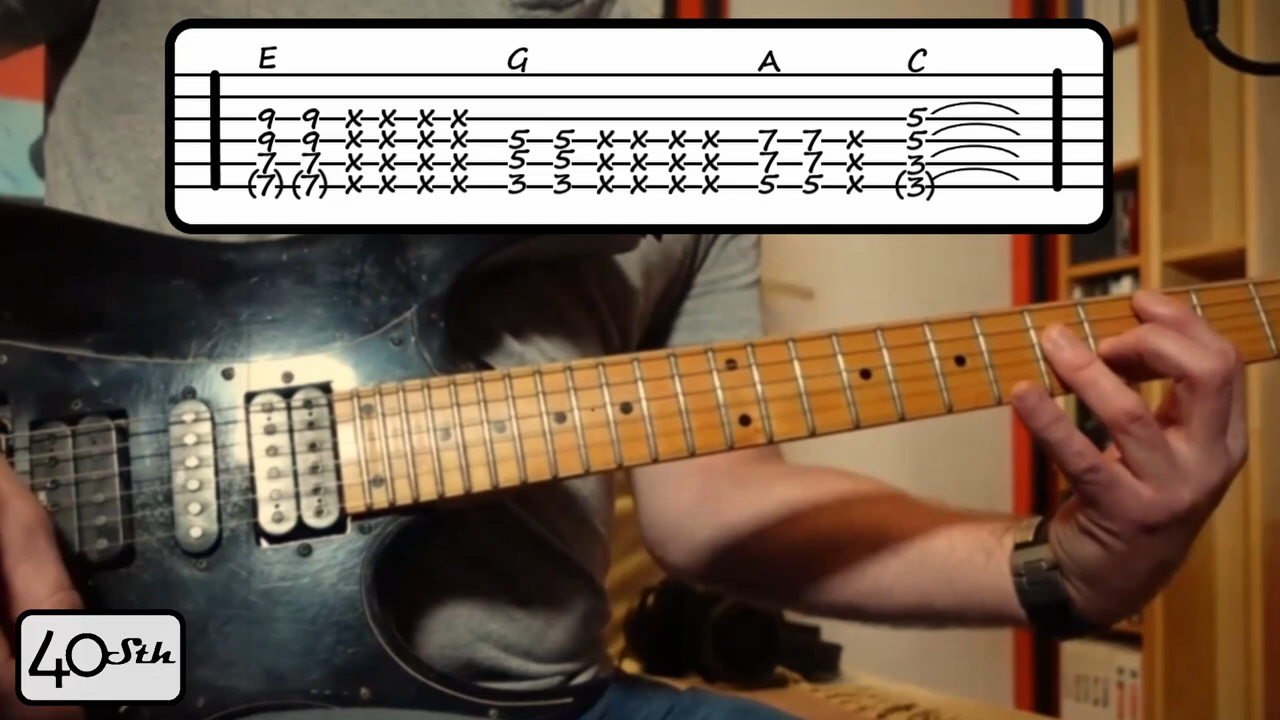 E G A C
9 9 x x x x 5
9 9 x x x x 5 5 x x x x 7 7 x 5
7 7 x x x x 5 5 x x x x 7 7 x 3
(7) (7) x x x x 3 3 x x x x 5 5 x (3)
40Sth